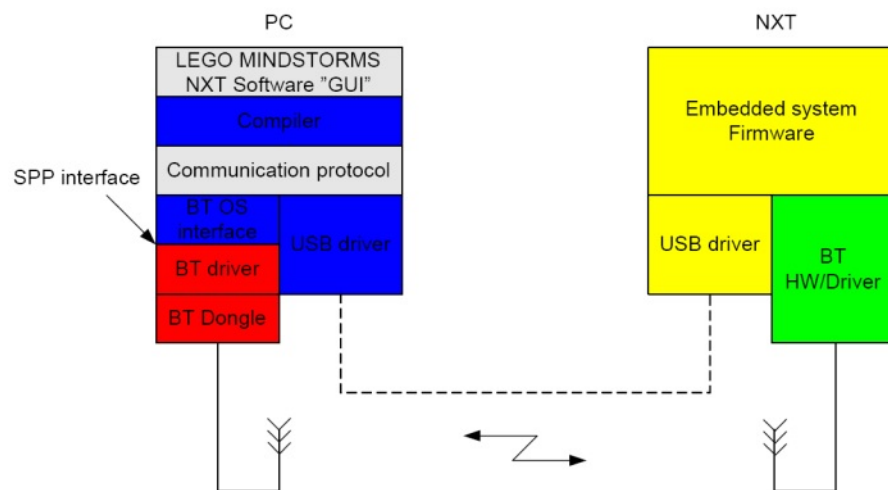 PC
NXT
LEGO MINDSTORMS
NXT Software ”GUI”
Compiler
Communication protocol
SPP interface
BT OS
interface
USB driver
BT driver
BT Dongle
Embedded system
Firmware
USB driver
BT
HW/Driver